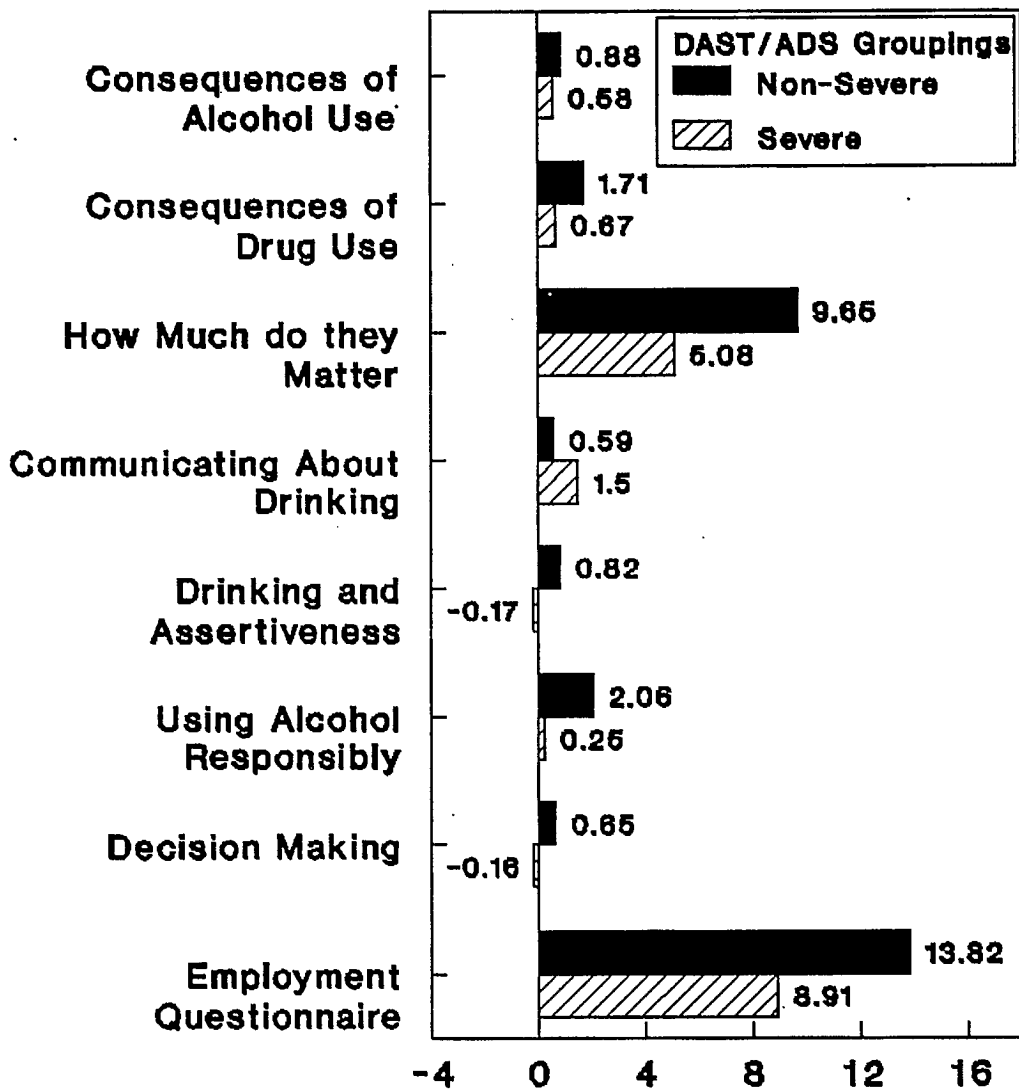 DAST/ADS Groupings
Non-Severe
Severe
Consequences of
Alcohol Use
0.88
0.58
Consequences of
Drug Use
1.71
0.67
How Much do they
Matter
9.65
5.08
Communicating About
Drinking
0.59
1.5
Drinking and
Assertiveness
0.82
-0.17
Using Alcohol
Responsibly
2.06
0.25
Decision Making
0.65
-0.16
Employment
Questionnaire
13.82
8.91
-4 0 4 8 12 16